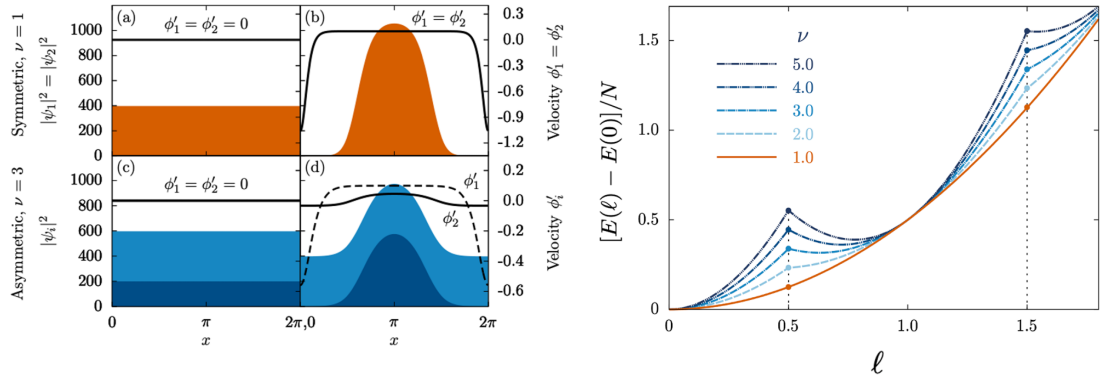 Symmetric, ν = 1
|ψ₁|² = |ψ₂|²
1000
800
600
400
200
0
(a)
ϕ′₁ = ϕ′₂ = 0
(b)
ϕ′₁ = ϕ′₂
0.3
0.0
-0.3
-0.6
-0.9
-1.2
Velocity ϕ′₁ = ϕ′₂
Asymmetric, ν = 3
|ψᵢ|²
1000
800
600
400
200
0
(c)
ϕ′₁ = ϕ′₂ = 0
(d)
ϕ′₁
ϕ′₂
0.2
0.0
-0.2
-0.4
-0.6
Velocity ϕ′ᵢ
0 π 2π,0 π 2π
x x
[E(ℓ) − E(0)]/N
1.5
1.0
0.5
0
ν
5.0
4.0
3.0
2.0
1.0
0 0.5 1.0 1.5
ℓ